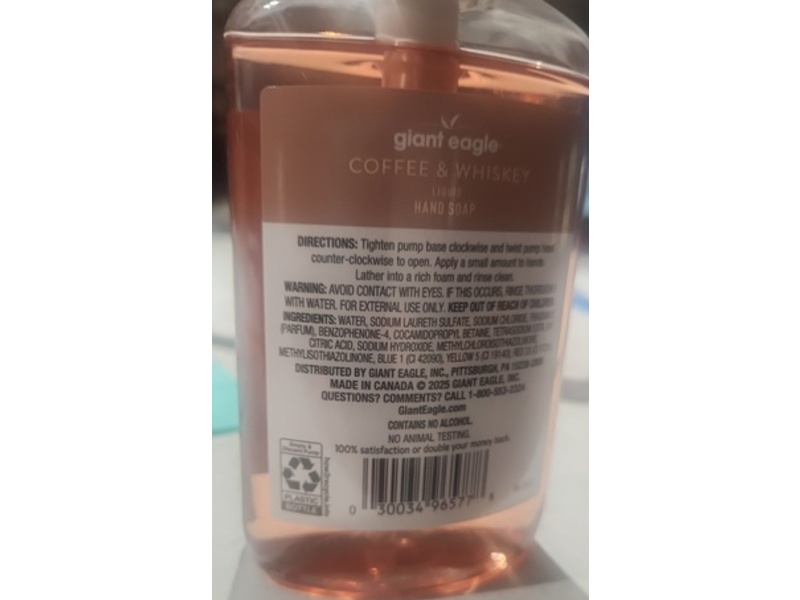 giant eagle
COFFEE & WHISKEY
LIQUID
HAND SOAP
DIRECTIONS: Tighten pump base clockwise and twist pump head
counter-clockwise to open. Apply a small amount to hands.
Lather into a rich foam and rinse clean.
WARNING: AVOID CONTACT WITH EYES. IF THIS OCCURS, RINSE THOROUGHLY
WITH WATER. FOR EXTERNAL USE ONLY. KEEP OUT OF REACH OF CHILDREN.
INGREDIENTS: WATER, SODIUM LAURETH SULFATE, SODIUM CHLORIDE,
(PARFUM), BENZOPHENONE-4, COCAMIDOPROPYL BETAINE, TETRASODIUM
CITRIC ACID, SODIUM HYDROXIDE, METHYLCHLOROISOTHIAZOLINONE,
METHYLISOTHIAZOLINONE, BLUE 1 (CI 42090), YELLOW 5 (CI 19140),
DISTRIBUTED BY GIANT EAGLE, INC., PITTSBURGH, PA
MADE IN CANADA © 2025 GIANT EAGLE, INC.
QUESTIONS? COMMENTS? CALL 1-800-553-2324
GiantEagle.com
CONTAINS NO ALCOHOL.
NO ANIMAL TESTING.
100% satisfaction or double your money back.
Empty &
PLASTIC
BOTTLE
how2recycle.info
0 30034 96577 8